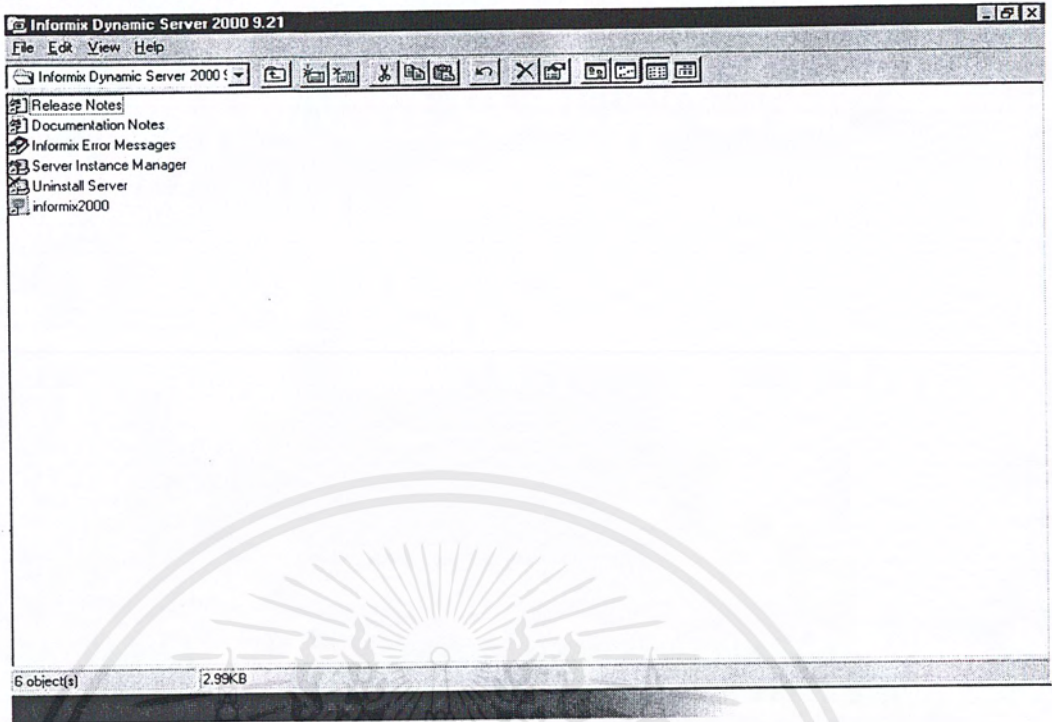 Informix Dynamic Server 2000 9.21
File Edit View Help
Informix Dynamic Server 2000 9
Release Notes
Documentation Notes
Informix Error Messages
Server Instance Manager
Uninstall Server
informix2000
6 object(s) 2.99KB